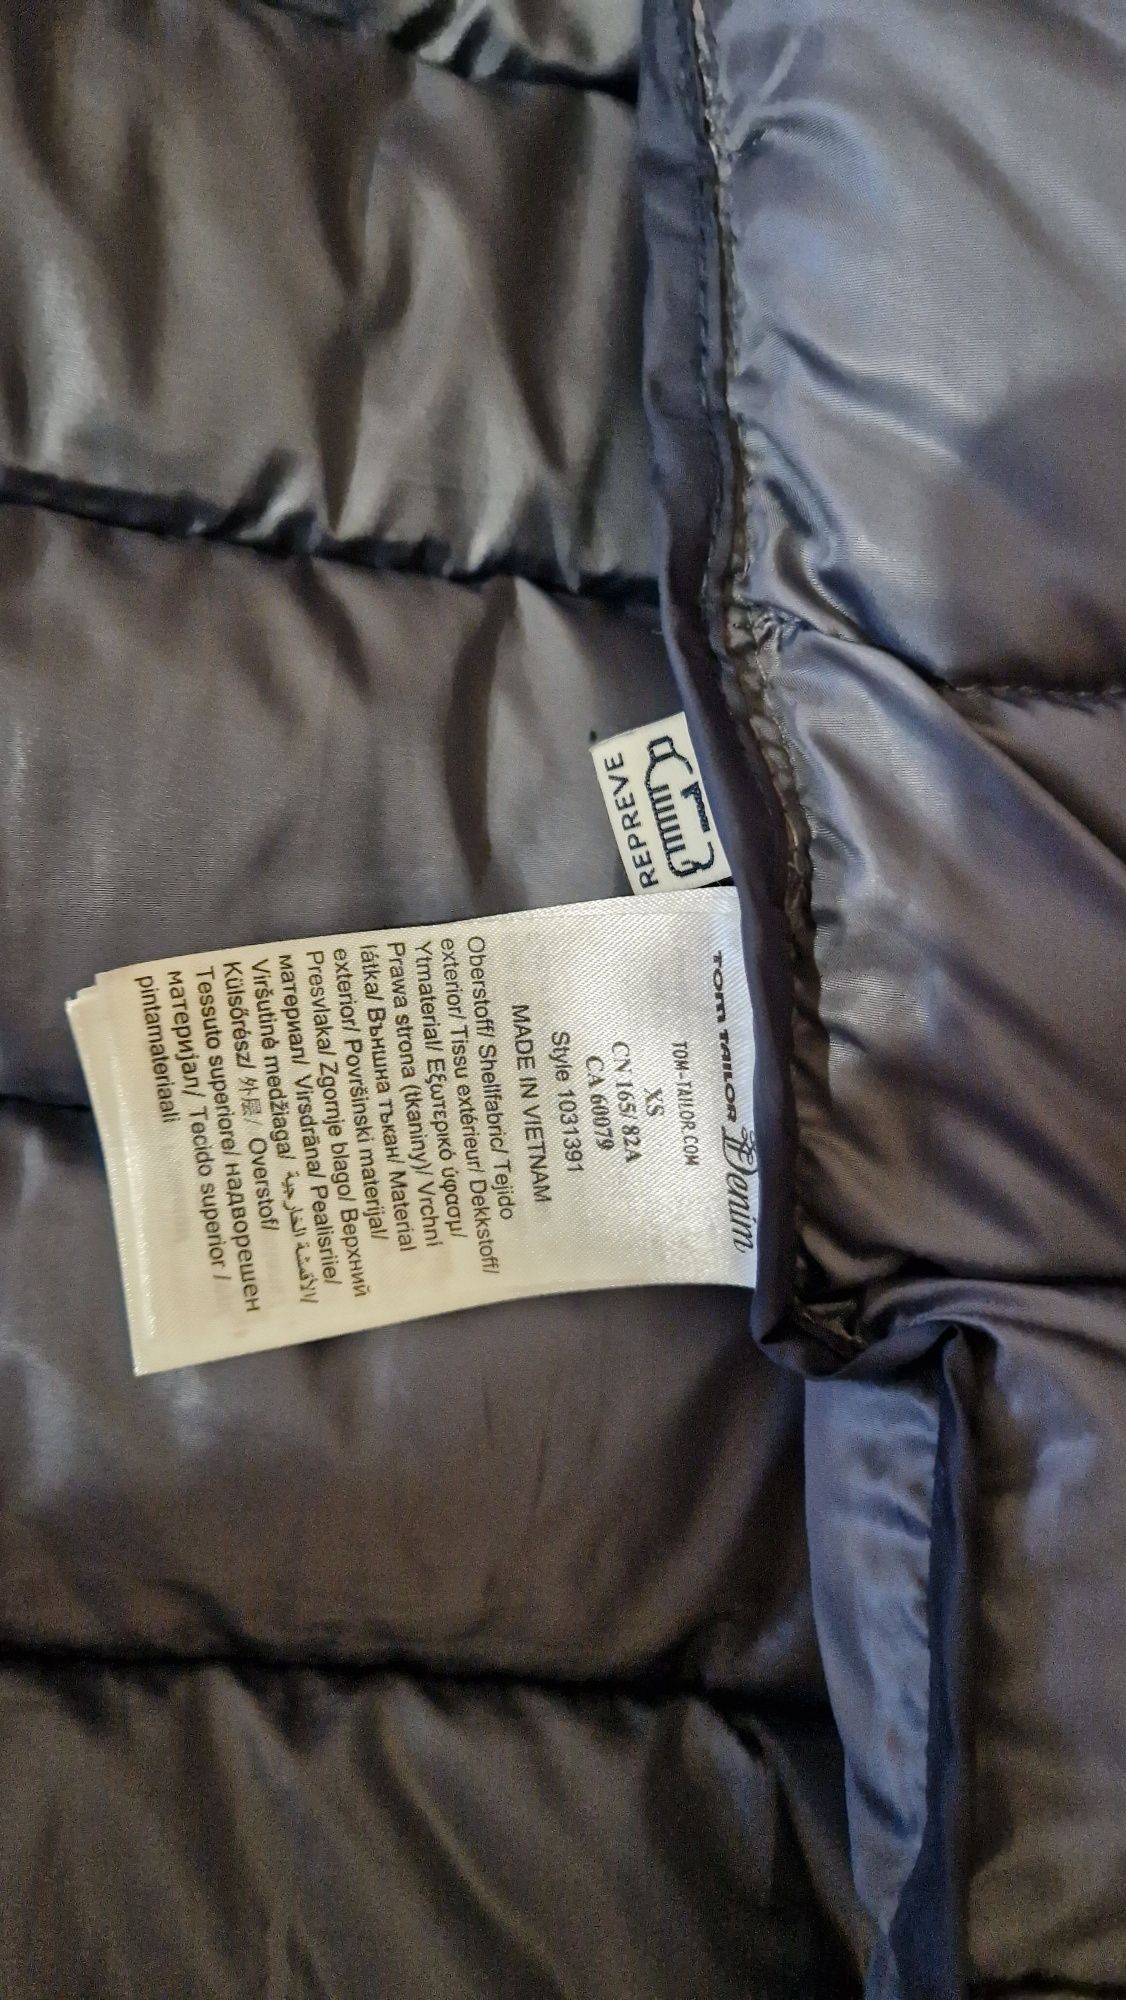 REPREVE
TOM TAILOR Denim
TOM-TAILOR.COM
XS
CN 165/ 82A
CA 60079
Style 1031391
MADE IN VIETNAM
Oberstoff/ Shellfabric/ Tejido
exterior/ Tissu extérieur/ Dekkstoff/
Ytmaterial/ Εξωτερικό ύφασμ/
Prawa strona (tkaniny)/ Vrchní
látka/ Външна тъкан/ Material
exterior/ Površinski materijal/
Presvlaka/ Zgornje blago/ Верхний
материал/ Virsdrāna/ Pealisriie/
Viršutinė medžiaga/ الأقمشة الخارجية/
Külsőrész/ 外层/ Overstof/
Tessuto superiore/ надворешен
материјал/ Tecido superior /
pintamateriaali